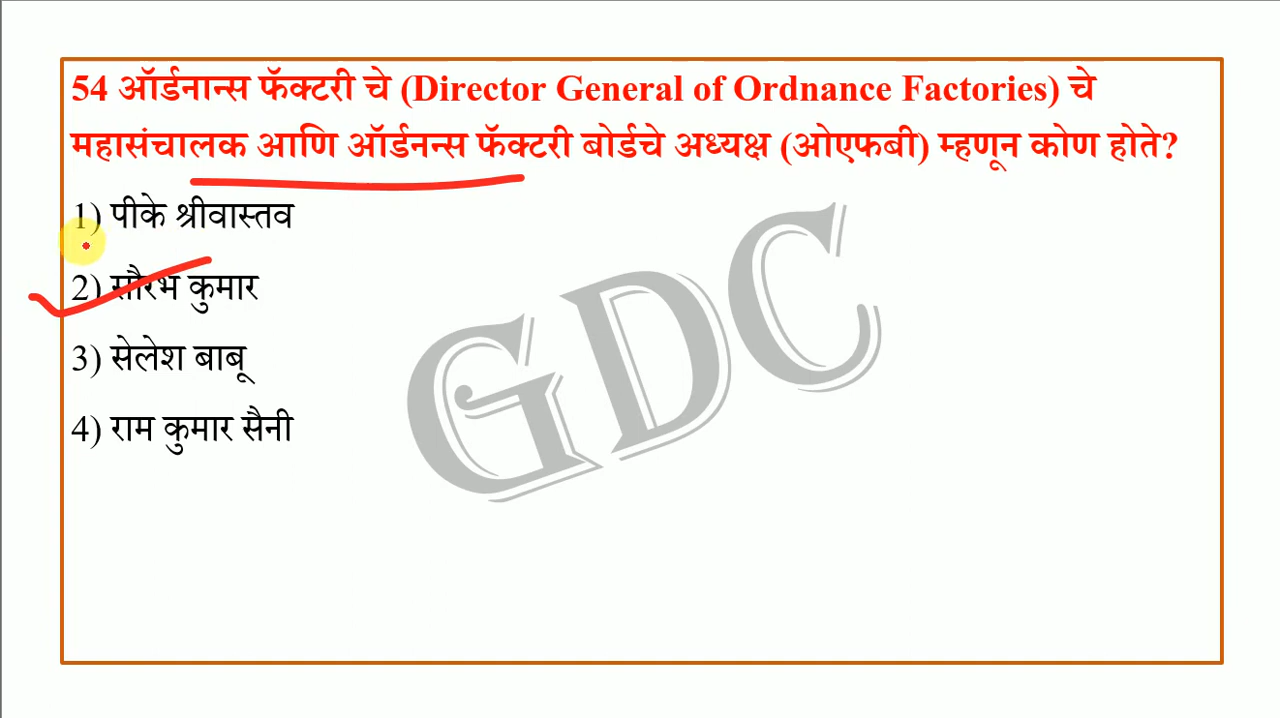 54 ऑर्डनान्स फॅक्टरी चे (Director General of Ordnance Factories) चे
महासंचालक आणि ऑर्डनन्स फॅक्टरी बोर्डचे अध्यक्ष (ओएफबी) म्हणून कोण होते?
1) पीके श्रीवास्तव
2) सौरभ कुमार
3) सेलेश बाबू
4) राम कुमार सैनी
GDC